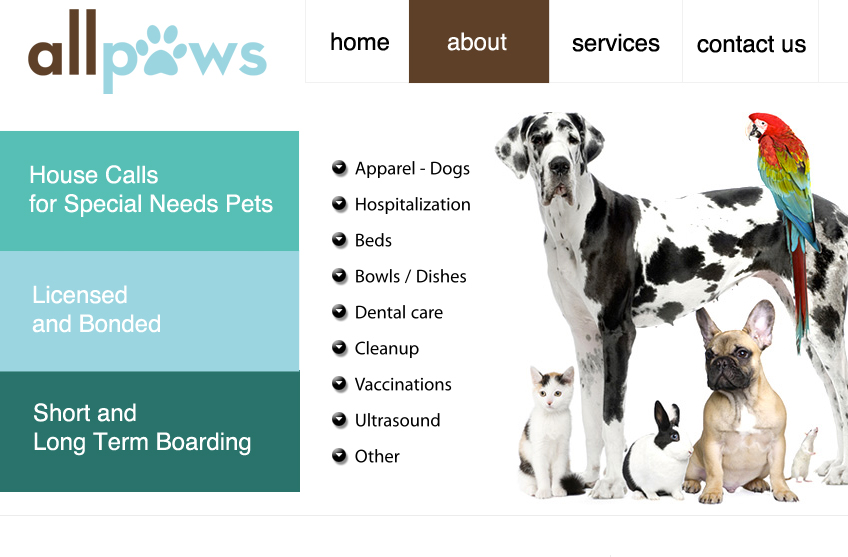 allpaws
home
about
services
contact us
House Calls
for Special Needs Pets
Licensed
and Bonded
Short and
Long Term Boarding
Apparel - Dogs
Hospitalization
Beds
Bowls / Dishes
Dental care
Cleanup
Vaccinations
Ultrasound
Other